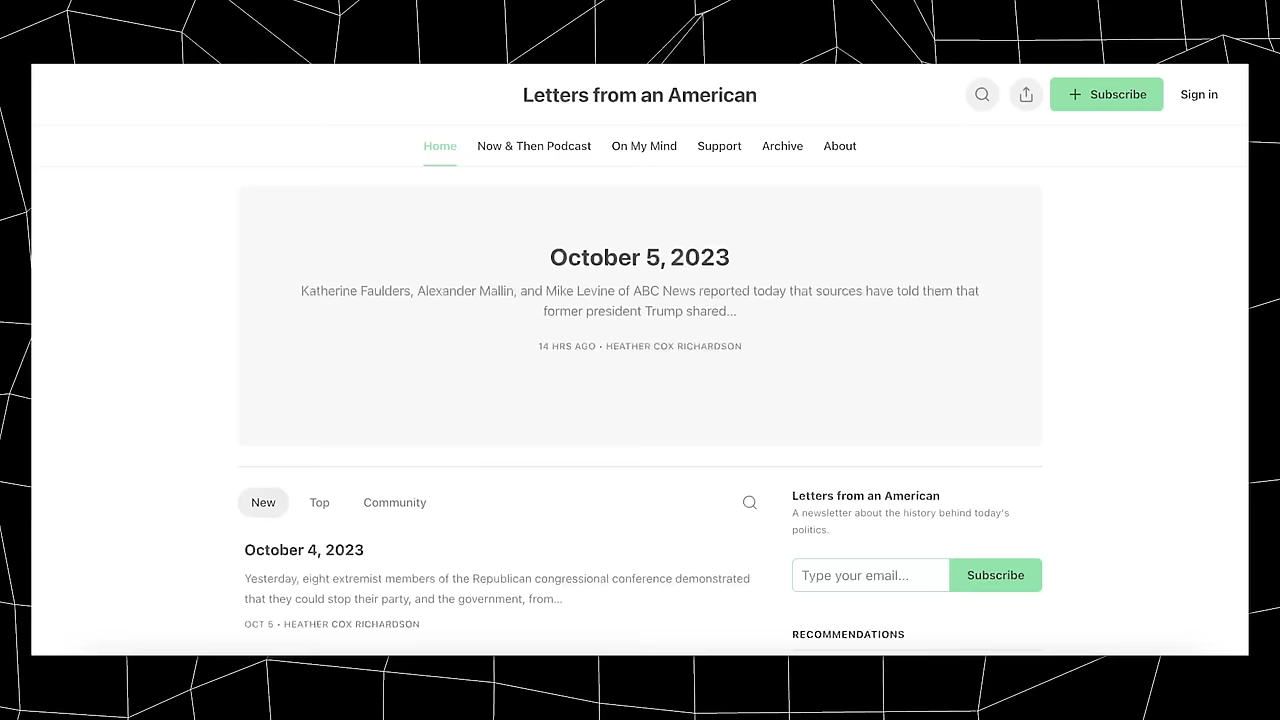 Letters from an American
Subscribe
Sign in
Home Now & Then Podcast On My Mind Support Archive About
October 5, 2023
Katherine Faulders, Alexander Mallin, and Mike Levine of ABC News reported today that sources have told them that
former president Trump shared...
14 HRS AGO • HEATHER COX RICHARDSON
New Top Community
October 4, 2023
Yesterday, eight extremist members of the Republican congressional conference demonstrated
that they could stop their party, and the government, from...
OCT 5 • HEATHER COX RICHARDSON
Letters from an American
A newsletter about the history behind today's
politics.
Type your email...
Subscribe
RECOMMENDATIONS